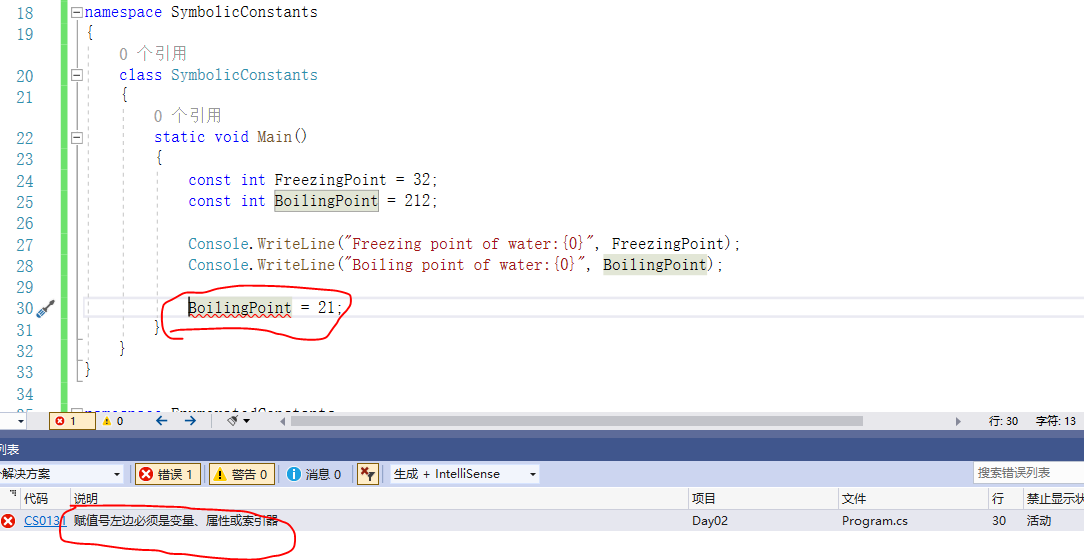 18 namespace SymbolicConstants
19 {
0 个引用
20 class SymbolicConstants
21 {
0 个引用
22 static void Main()
23 {
24 const int FreezingPoint = 32;
25 const int BoilingPoint = 212;
26
27 Console.WriteLine("Freezing point of water:{0}", FreezingPoint);
28 Console.WriteLine("Boiling point of water:{0}", BoilingPoint);
29
30 BoilingPoint = 21;
31 }
32 }
33 }
34
1 0 行: 30 字符: 13
列表
解决方案 错误 1 警告 0 消息 0 生成 + IntelliSense 搜索错误列表
代码 说明 项目 文件 行 禁止显示状
CS0131 赋值号左边必须是变量、属性或索引器 Day02 Program.cs 30 活动